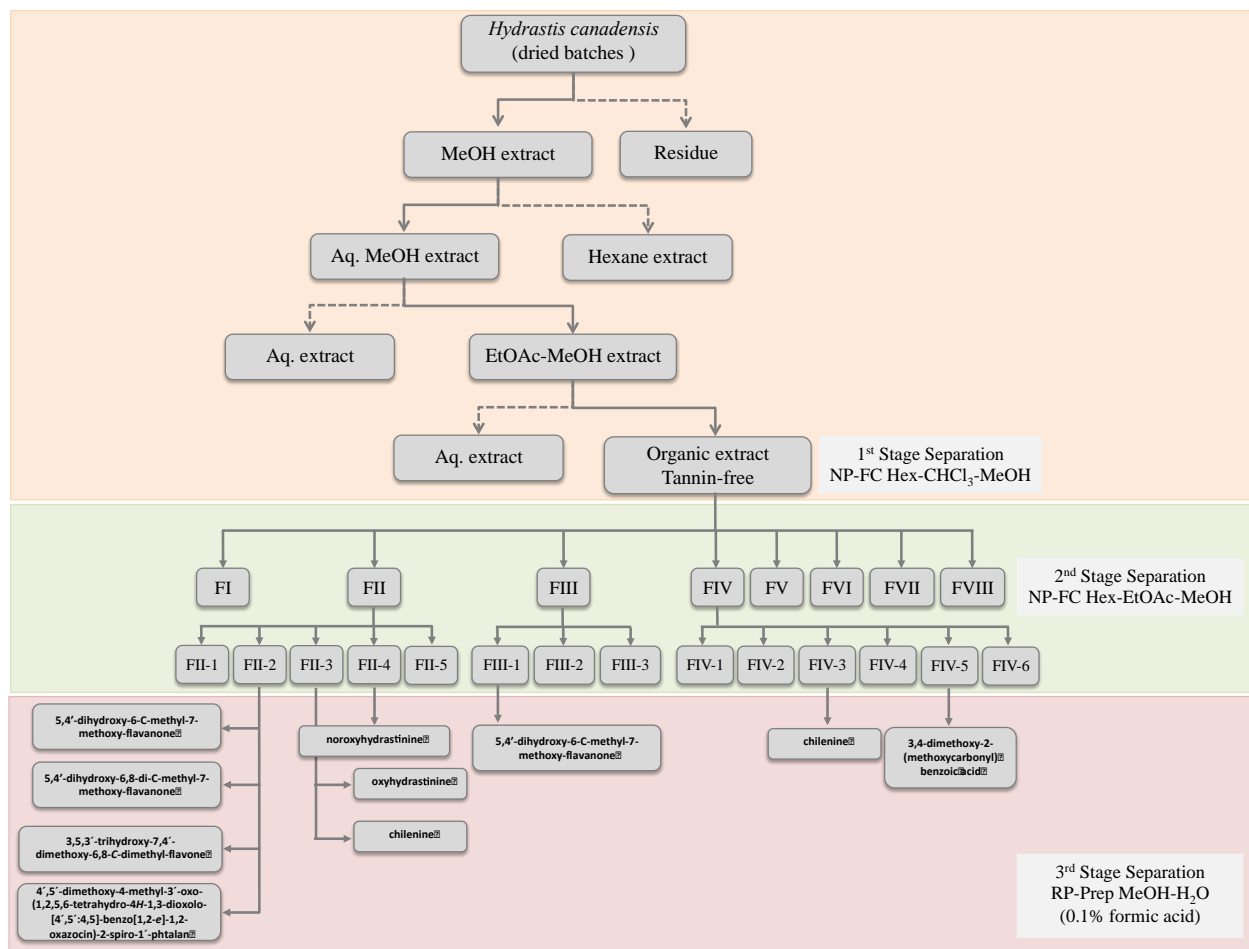 Hydrastis canadensis
(dried batches )
MeOH extract
Residue
Aq. MeOH extract
Hexane extract
Aq. extract
EtOAc-MeOH extract
Aq. extract
Organic extract
Tannin-free
1st Stage Separation
NP-FC Hex-CHCl3-MeOH
FI
FII
FIII
FIV
FV
FVI
FVII
FVIII
2nd Stage Separation
NP-FC Hex-EtOAc-MeOH
FII-1
FII-2
FII-3
FII-4
FII-5
FIII-1
FIII-2
FIII-3
FIV-1
FIV-2
FIV-3
FIV-4
FIV-5
FIV-6
5,4’-dihydroxy-6-C-methyl-7-
methoxy-flavanone
5,4’-dihydroxy-6,8-di-C-methyl-7-
methoxy-flavanone
3,5,3´-trihydroxy-7,4´-
dimethoxy-6,8-C-dimethyl-flavone
4´,5´-dimethoxy-4-methyl-3´-oxo-
(1,2,5,6-tetrahydro-4H-1,3-dioxolo-
[4´,5´:4,5]-benzo[1,2-e]-1,2-
oxazocin)-2-spiro-1´-phtalan
noroxyhydrastinine
oxyhydrastinine
chilenine
5,4’-dihydroxy-6-C-methyl-7-
methoxy-flavanone
chilenine
3,4-dimethoxy-2-
(methoxycarbonyl)
benzoic acid
3rd Stage Separation
RP-Prep MeOH-H2O
(0.1% formic acid)